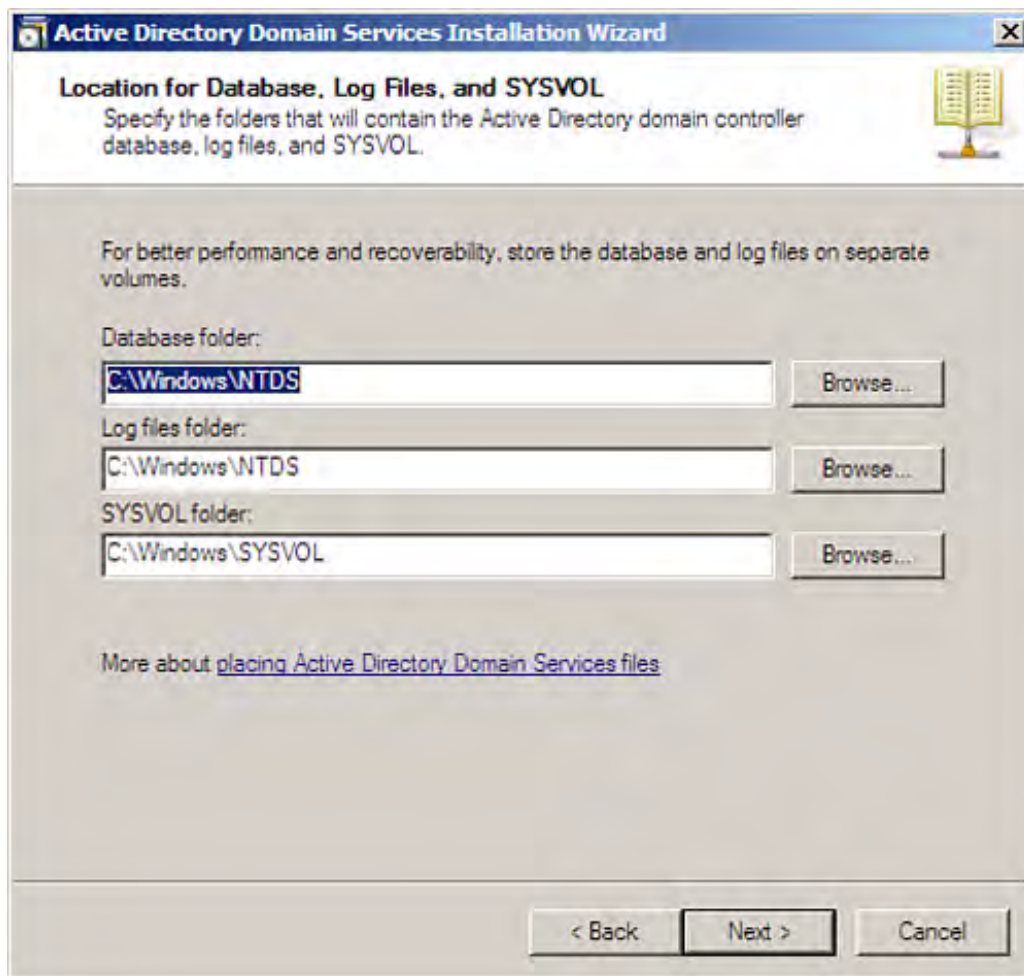 Active Directory Domain Services Installation Wizard
Location for Database, Log Files, and SYSVOL
Specify the folders that will contain the Active Directory domain controller
database, log files, and SYSVOL.
For better performance and recoverability, store the database and log files on separate
volumes.
Database folder:
C:\Windows\NTDS
Browse...
Log files folder:
C:\Windows\NTDS
Browse...
SYSVOL folder:
C:\Windows\SYSVOL
Browse...
More about placing Active Directory Domain Services files
< Back
Next >
Cancel